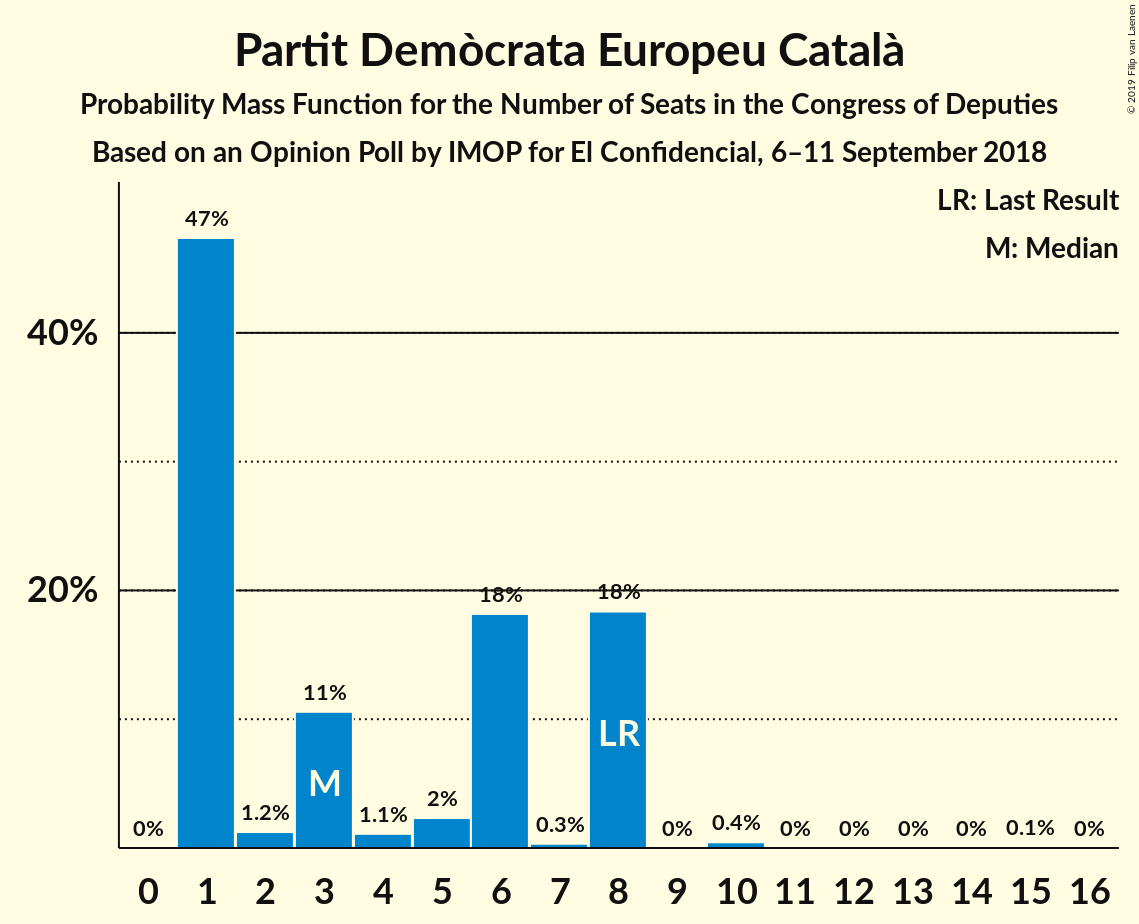 Partit Demòcrata Europeu Català
Probability Mass Function for the Number of Seats in the Congress of Deputies
Based on an Opinion Poll by IMOP for El Confidencial, 6–11 September 2018
© 2019 Filip van Laenen
LR: Last Result
M: Median
40%
20%
0%
47%
1.2%
11%
1.1%
2%
18%
0.3%
18%
0%
0.4%
0%
0%
0%
0%
0.1%
0%
M
LR
0 1 2 3 4 5 6 7 8 9 10 11 12 13 14 15 16